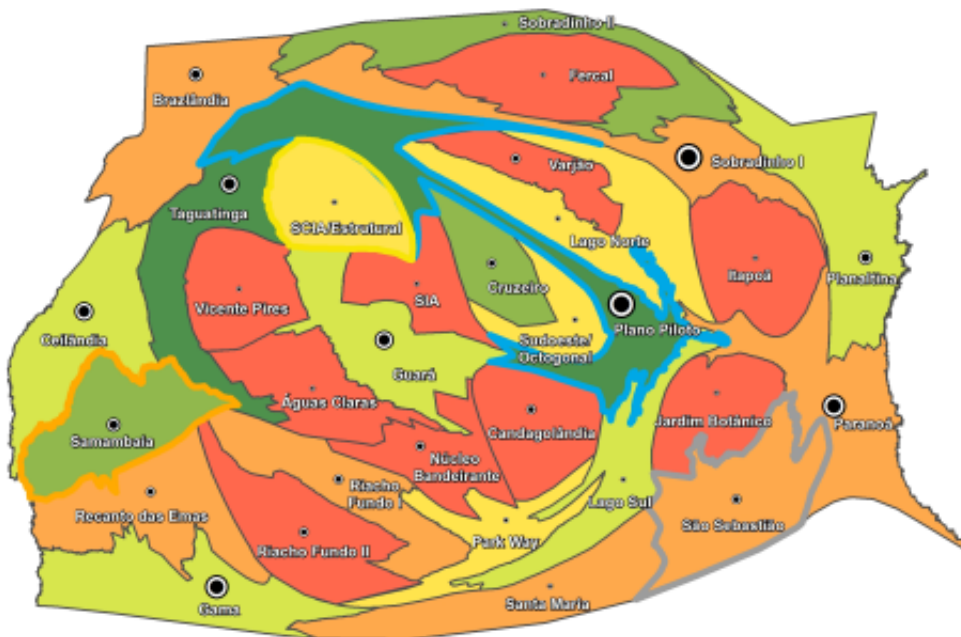 Sobradinho II
Fercal
Brazlândia
Varjão
Sobradinho I
Taguatinga
SCIA/Estrutural
Lago Norte
Itapoã
Planaltina
Cruzeiro
Vicente Pires
SIA
Plano Piloto
Ceilândia
Sudoeste/
Octogonal
Guará
Águas Claras
Candagolândia
Jardim Botânico
Paranoá
Samambaia
Núcleo
Bandeirante
Riacho
Fundo I
Lago Sul
Recanto das Emas
São Sebastião
Park Way
Riacho Fundo II
Gama
Santa Maria